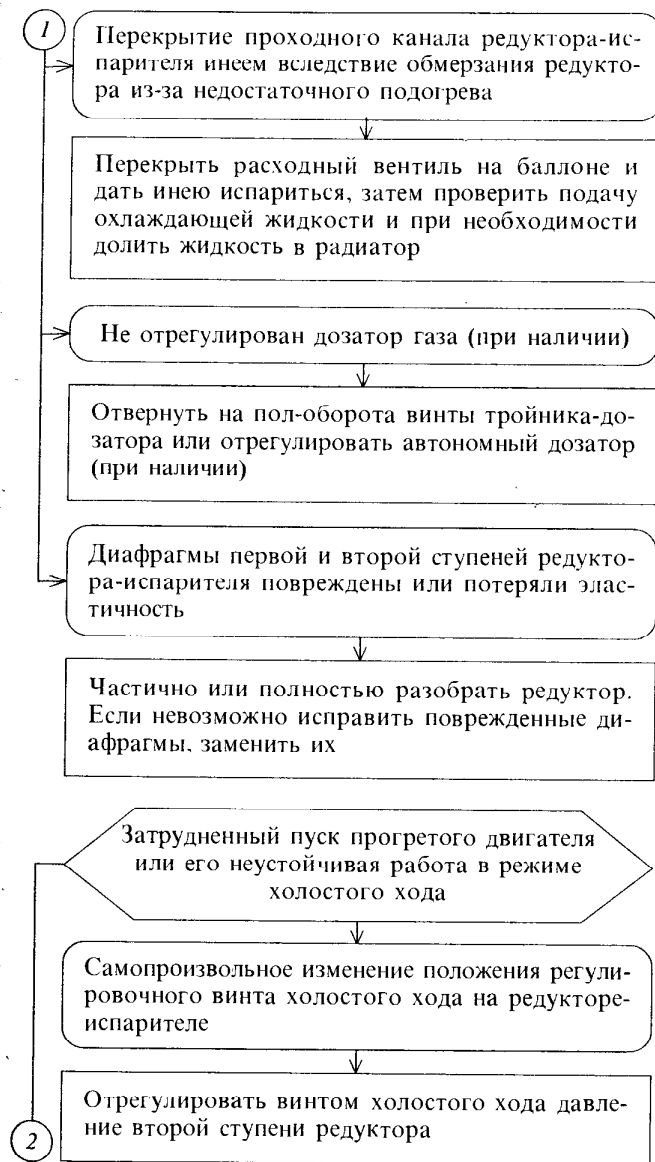 1
Перекрытие проходного канала редуктора-ис-
парителя инеем вследствие обмерзания редукто-
ра из-за недостаточного подогрева
Перекрыть расходный вентиль на баллоне и
дать инею испариться, затем проверить подачу
охлаждающей жидкости и при необходимости
долить жидкость в радиатор
Не отрегулирован дозатор газа (при наличии)
Отвернуть на пол-оборота винты тройника-до-
затора или отрегулировать автономный дозатор
(при наличии)
Диафрагмы первой и второй ступеней редукто-
ра-испарителя повреждены или потеряли элас-
тичность
Частично или полностью разобрать редуктор.
Если невозможно исправить поврежденные ди-
афрагмы, заменить их
Затрудненный пуск прогретого двигателя
или его неустойчивая работа в режиме
холостого хода
Самопроизвольное изменение положения регули-
ровочного винта холостого хода на редукторе-
испарителе
Отрегулировать винтом холостого хода давле-
ние второй ступени редуктора
2